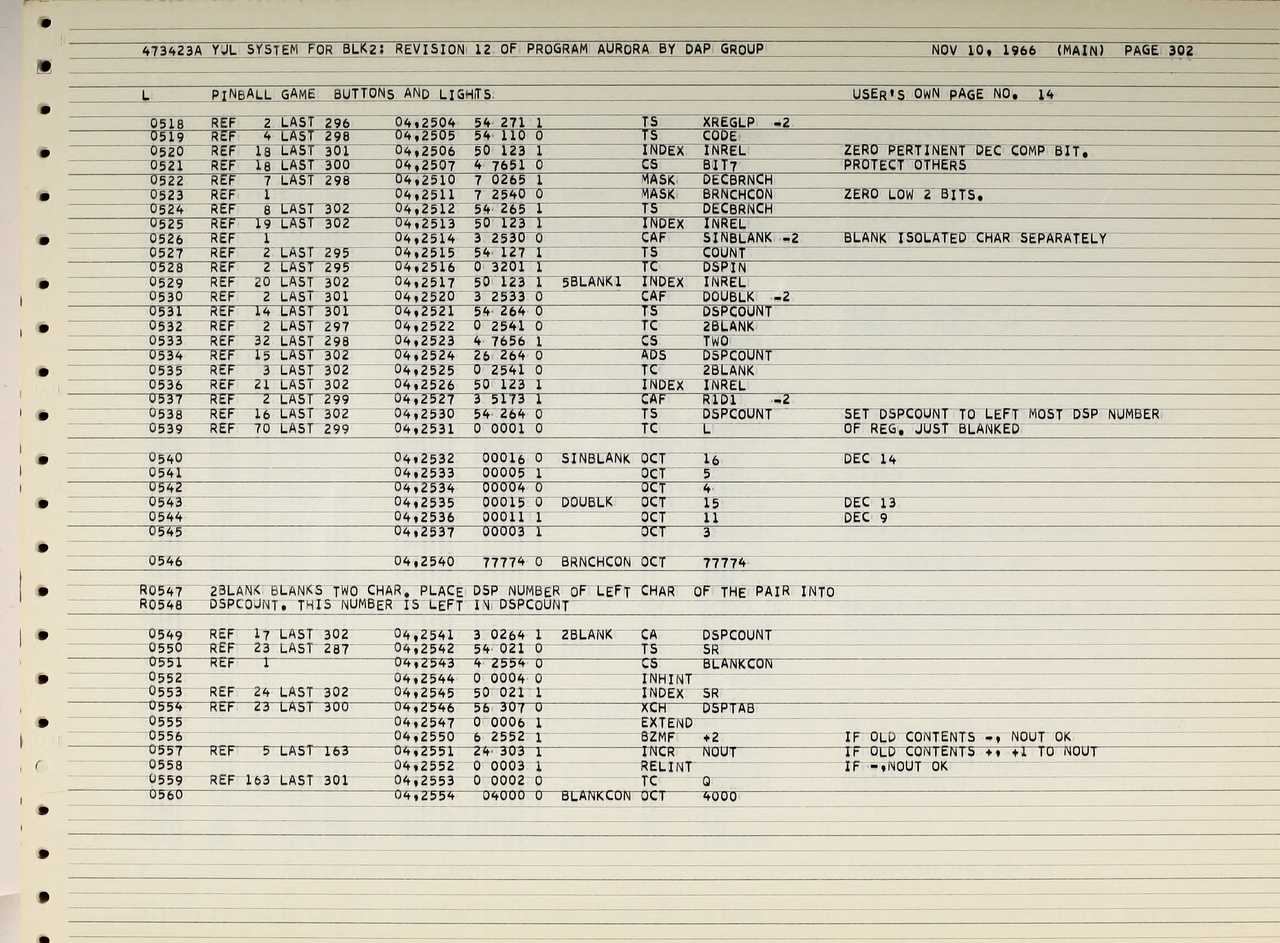 473423A YUL SYSTEM FOR BLK2: REVISION 12 OF PROGRAM AURORA BY DAP GROUP NOV 10, 1966 (MAIN) PAGE 302
L PINBALL GAME BUTTONS AND LIGHTS USER'S OWN PAGE NO. 14
0518 REF 2 LAST 296 04,2504 54 271 1 TS XREGLP -2
0519 REF 4 LAST 298 04,2505 54 110 0 TS CODE
0520 REF 18 LAST 301 04,2506 50 123 1 INDEX INREL ZERO PERTINENT DEC COMP BIT.
0521 REF 18 LAST 300 04,2507 4 7651 0 CS BIT7 PROTECT OTHERS
0522 REF 7 LAST 298 04,2510 7 0265 1 MASK DECBRNCH
0523 REF 1 04,2511 7 2540 0 MASK BRNCHCON ZERO LOW 2 BITS.
0524 REF 8 LAST 302 04,2512 54 265 1 TS DECBRNCH
0525 REF 19 LAST 302 04,2513 50 123 1 INDEX INREL
0526 REF 1 04,2514 3 2530 0 CAF SINBLANK -2 BLANK ISOLATED CHAR SEPARATELY
0527 REF 2 LAST 295 04,2515 54 127 1 TS COUNT
0528 REF 2 LAST 295 04,2516 0 3201 1 TC DSPIN
0529 REF 20 LAST 302 04,2517 50 123 1 5BLANK1 INDEX INREL
0530 REF 2 LAST 301 04,2520 3 2533 0 CAF DOUBLK -2
0531 REF 14 LAST 301 04,2521 54 264 0 TS DSPCOUNT
0532 REF 2 LAST 297 04,2522 0 2541 0 TC 2BLANK
0533 REF 32 LAST 298 04,2523 4 7656 1 CS TWO
0534 REF 15 LAST 302 04,2524 26 264 0 ADS DSPCOUNT
0535 REF 3 LAST 302 04,2525 0 2541 0 TC 2BLANK
0536 REF 21 LAST 302 04,2526 50 123 1 INDEX INREL
0537 REF 2 LAST 299 04,2527 3 5173 1 CAF R1D1 -2
0538 REF 16 LAST 302 04,2530 54 264 0 TS DSPCOUNT SET DSPCOUNT TO LEFT MOST DSP NUMBER
0539 REF 70 LAST 299 04,2531 0 0001 0 TC L OF REG. JUST BLANKED
0540 04,2532 00016 0 SINBLANK OCT 16 DEC 14
0541 04,2533 00005 1 OCT 5
0542 04,2534 00004 0 OCT 4
0543 04,2535 00015 0 DOUBLK OCT 15 DEC 13
0544 04,2536 00011 1 OCT 11 DEC 9
0545 04,2537 00003 1 OCT 3
0546 04,2540 77774 0 BRNCHCON OCT 77774
R0547 2BLANK BLANKS TWO CHAR. PLACE DSP NUMBER OF LEFT CHAR OF THE PAIR INTO
R0548 DSPCOUNT. THIS NUMBER IS LEFT IN DSPCOUNT
0549 REF 17 LAST 302 04,2541 3 0264 1 2BLANK CA DSPCOUNT
0550 REF 23 LAST 287 04,2542 54 021 0 TS SR
0551 REF 1 04,2543 4 2554 0 CS BLANKCON
0552 04,2544 0 0004 0 INHINT
0553 REF 24 LAST 302 04,2545 50 021 1 INDEX SR
0554 REF 23 LAST 300 04,2546 56 307 0 XCH DSPTAB
0555 04,2547 0 0006 1 EXTEND
0556 04,2550 6 2552 1 BZMF +2 IF OLD CONTENTS -, NOUT OK
0557 REF 5 LAST 163 04,2551 24 303 1 INCR NOUT IF OLD CONTENTS +, +1 TO NOUT
0558 04,2552 0 0003 1 RELINT IF -,NOUT OK
0559 REF 163 LAST 301 04,2553 0 0002 0 TC Q
0560 04,2554 04000 0 BLANKCON OCT 4000